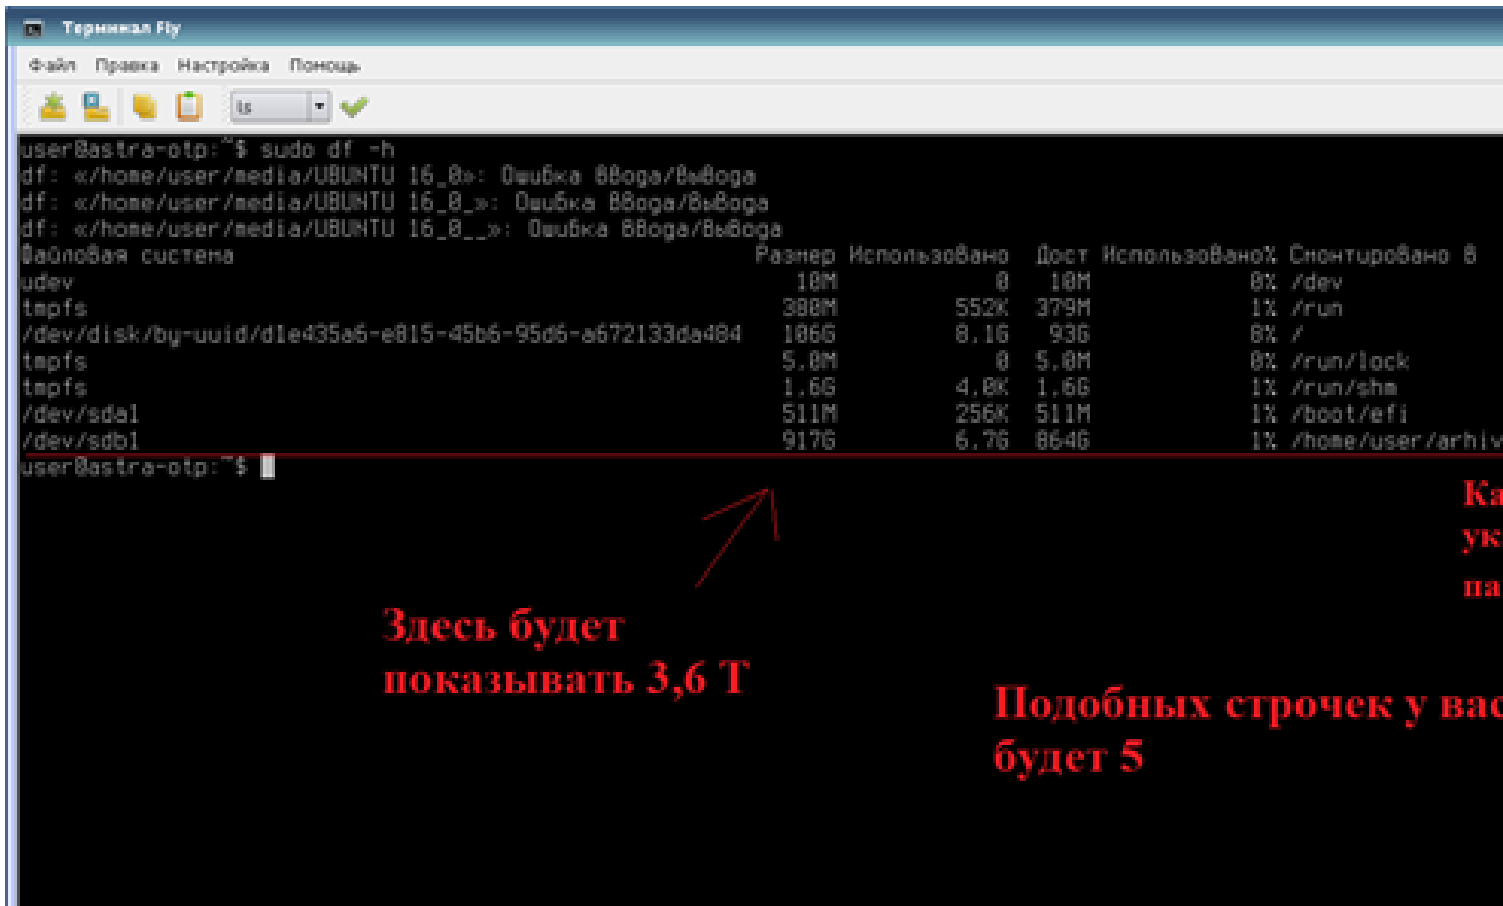 Терминал Fly
Файл Правка Настройка Помощь
ls
user@astra-otp:~$ sudo df -h
df: «/home/user/media/UBUNTU 16_0»: Ошибка ввода/вывода
df: «/home/user/media/UBUNTU 16_0_»: Ошибка ввода/вывода
df: «/home/user/media/UBUNTU 16_0__»: Ошибка ввода/вывода
Файловая система Размер Использовано Дост Использовано% Смонтировано в
udev 10M 0 10M 0% /dev
tmpfs 380M 552K 379M 1% /run
/dev/disk/by-uuid/d1e435a6-e815-45b6-95d6-a672133da484 106G 8.1G 93G 8% /
tmpfs 5.0M 0 5.0M 0% /run/lock
tmpfs 1.6G 4.0K 1.6G 1% /run/shm
/dev/sda1 511M 256K 511M 1% /boot/efi
/dev/sdb1 917G 6.7G 864G 1% /home/user/arhiv
user@astra-otp:~$
Ка
ук
па
Здесь будет
показывать 3,6 Т
Подобных строчек у вас
будет 5